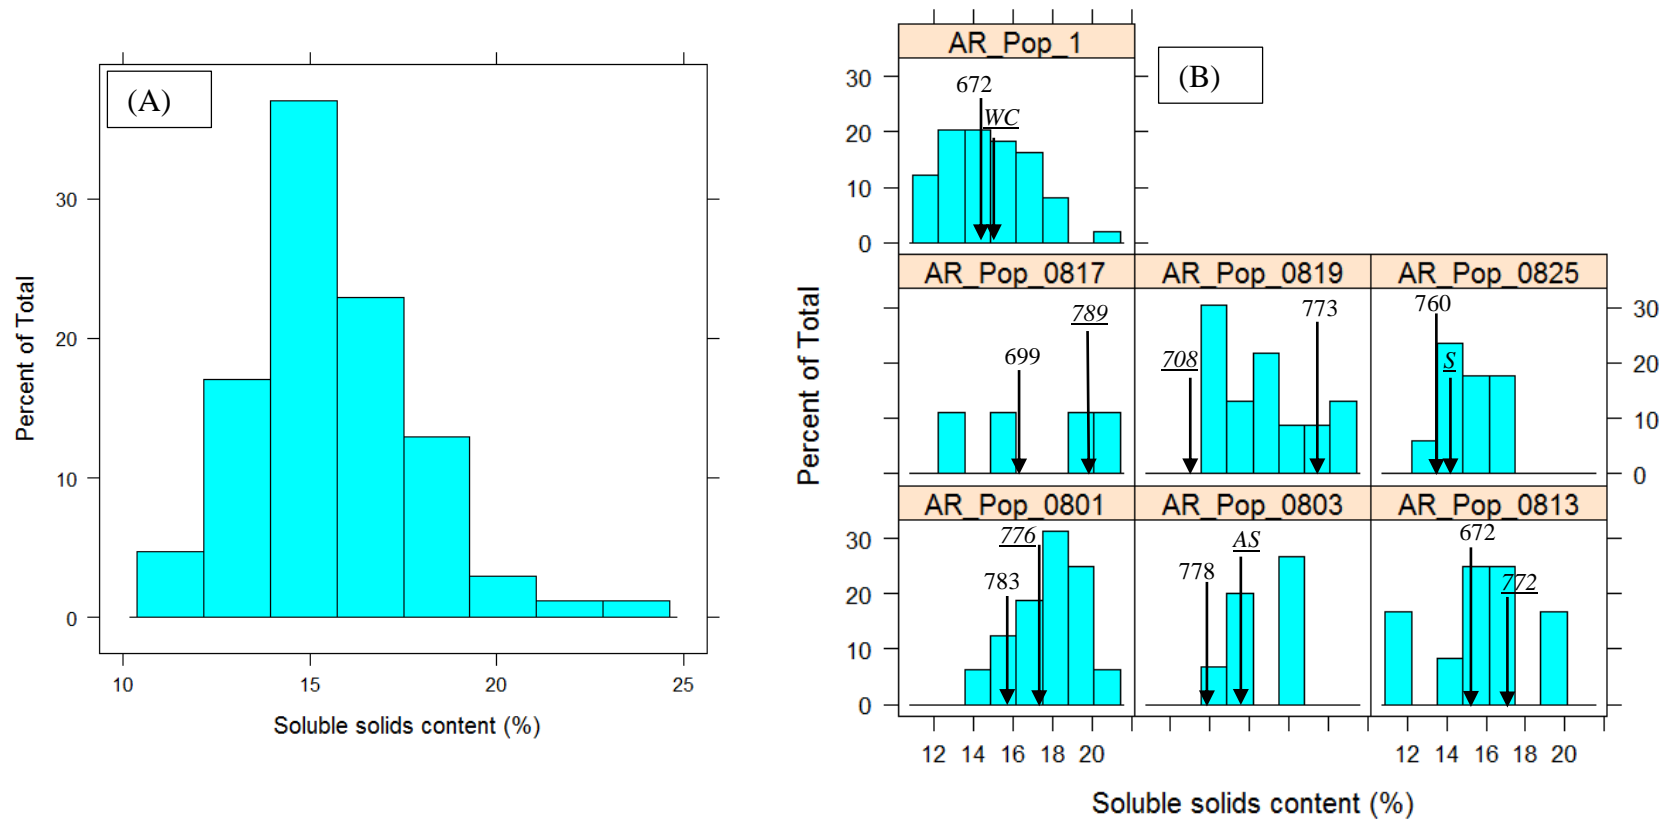 (A)
30
20
10
0
10 15 20 25
Percent of Total
Soluble solids content (%)
(B)
AR_Pop_1
672
WC
30
20
10
0
AR_Pop_0817 AR_Pop_0819 AR_Pop_0825
699
789
708
773
760
S
30
20
10
0
AR_Pop_0801 AR_Pop_0803 AR_Pop_0813
783
776
778
AS
672
772
30
20
10
0
12 14 16 18 20 12 14 16 18 20
Percent of Total
Soluble solids content (%)